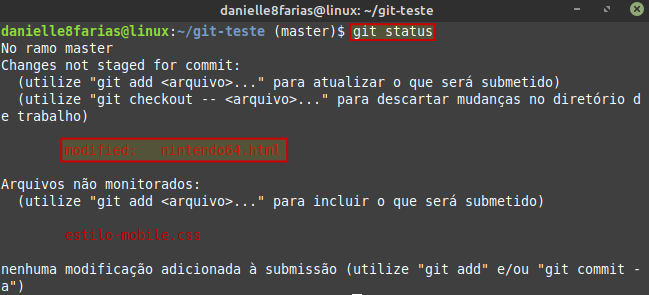 danielle8farias@linux: ~/git-teste
danielle8farias@linux:~/git-teste (master)$ git status
No ramo master
Changes not staged for commit:
  (utilize "git add <arquivo>..." para atualizar o que será submetido)
  (utilize "git checkout -- <arquivo>..." para descartar mudanças no diretório d
e trabalho)
modified:   nintendo64.html
Arquivos não monitorados:
  (utilize "git add <arquivo>..." para incluir o que será submetido)
estilo-mobile.css
nenhuma modificação adicionada à submissão (utilize "git add" e/ou "git commit -
a")